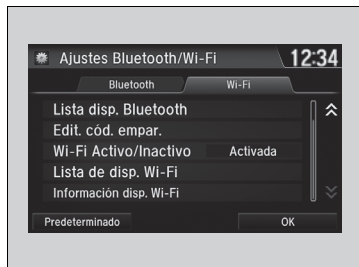 Ajustes Bluetooth/Wi-Fi 12:34
Bluetooth Wi-Fi
Lista disp. Bluetooth
Edit. cód. empar.
Wi-Fi Activo/Inactivo Activada
Lista de disp. Wi-Fi
Información disp. Wi-Fi
Predeterminado OK